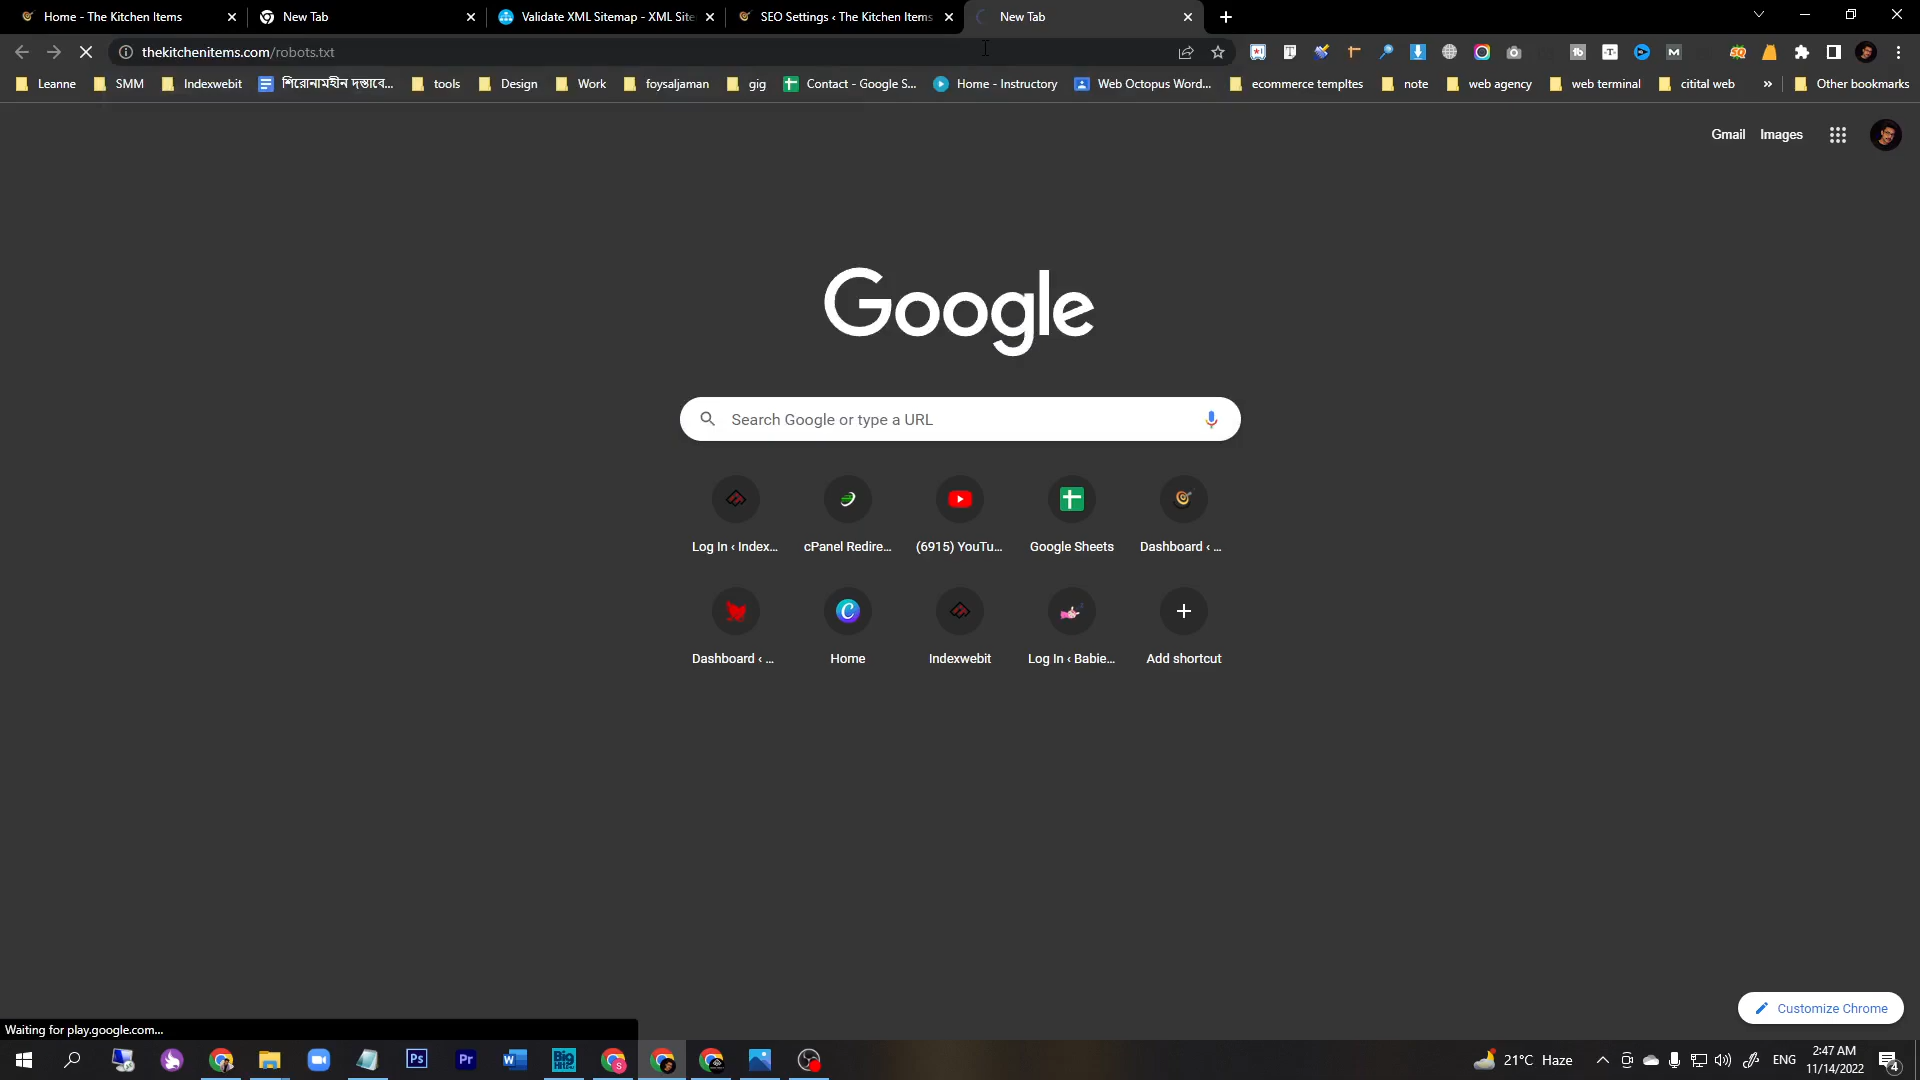 Home - The Kitchen Items
New Tab
Validate XML Sitemap - XML Site
SEO Settings ‹ The Kitchen Items
New Tab
thekitchenitems.com/robots.txt
Leanne
SMM
Indexwebit
শিরোনামহীন দস্তাবে...
tools
Design
Work
foysaljaman
gig
Contact - Google S...
Home - Instructory
Web Octopus Word...
ecommerce templtes
note
web agency
web terminal
citital web
»
Other bookmarks
Gmail
Images
Google
Search Google or type a URL
Log In ‹ Index...
cPanel Redire...
(6915) YouTu...
Google Sheets
Dashboard ‹ ...
Dashboard ‹ ...
Home
Indexwebit
Log In ‹ Babie...
Add shortcut
Customize Chrome
Waiting for play.google.com...
Ps
Pr
21°C Haze
ENG
2:47 AM
11/14/2022
4